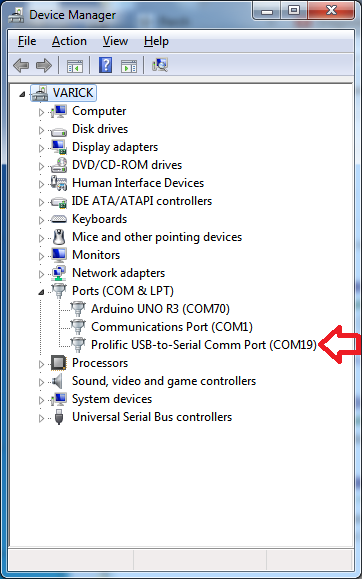 Device Manager
File Action View Help
VARICK
Computer
Disk drives
Display adapters
DVD/CD-ROM drives
Human Interface Devices
IDE ATA/ATAPI controllers
Keyboards
Mice and other pointing devices
Monitors
Network adapters
Ports (COM & LPT)
Arduino UNO R3 (COM70)
Communications Port (COM1)
Prolific USB-to-Serial Comm Port (COM19)
Processors
Sound, video and game controllers
System devices
Universal Serial Bus controllers